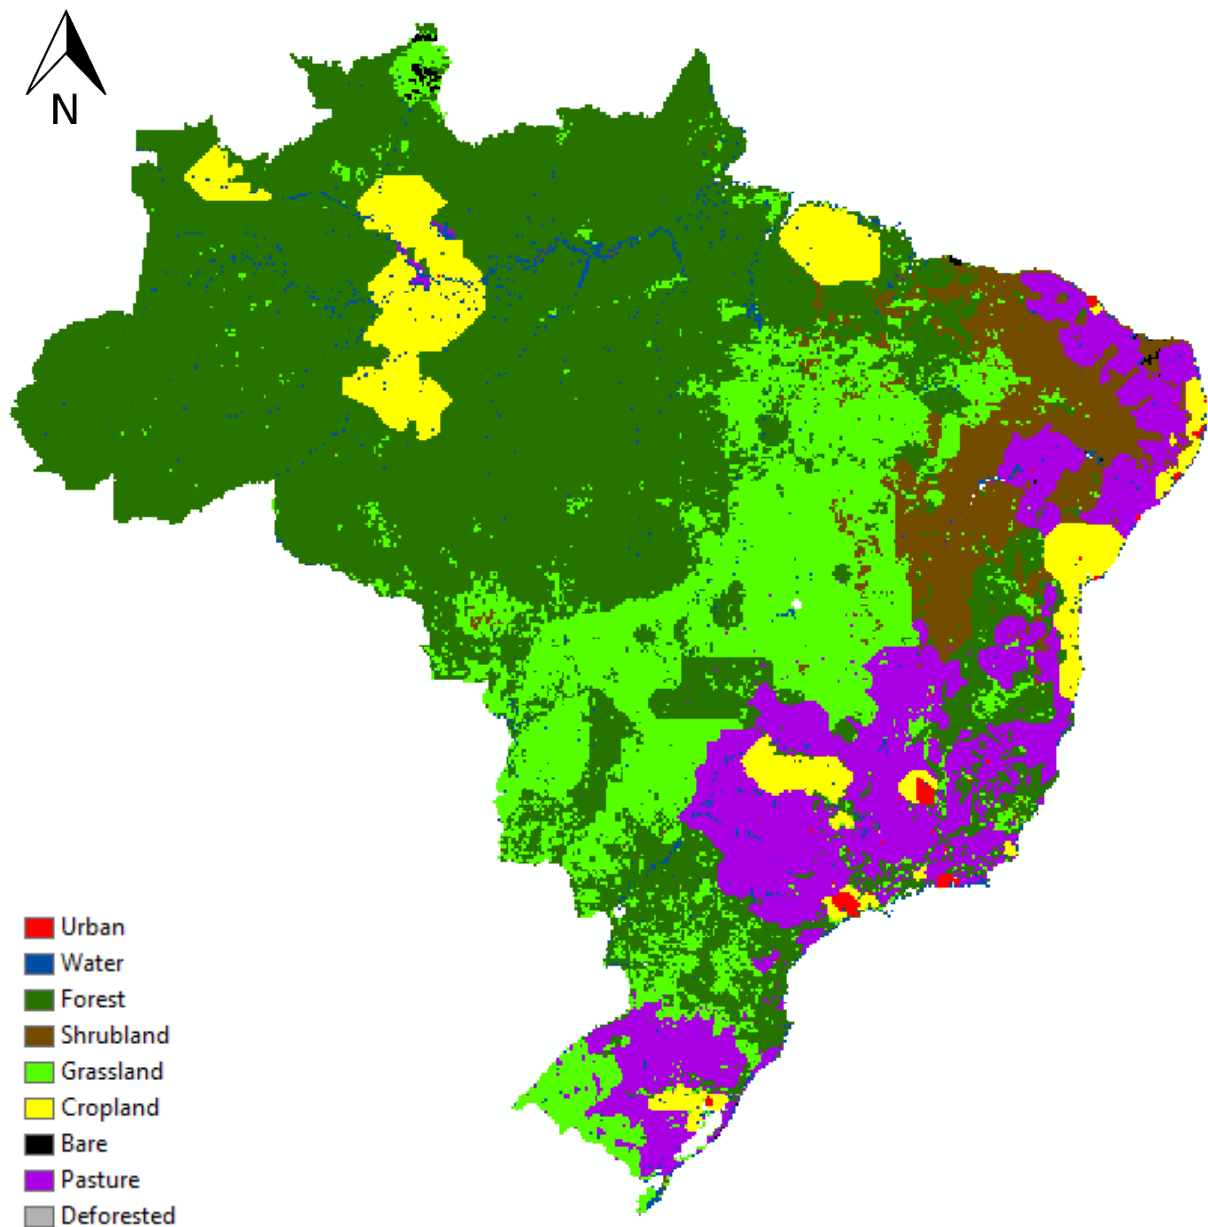 N
Urban
Water
Forest
Shrubland
Grassland
Cropland
Bare
Pasture
Deforested